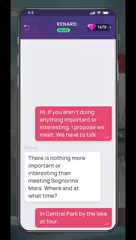 RENARD
1678
Hi. If you aren't doing
anything important or
interesting, I propose we
meet. We have to talk.
There is nothing more
important or
interesting than
meeting Sognorinna
Mora. Where and at
what time?
In Central Park by the lake
at four.